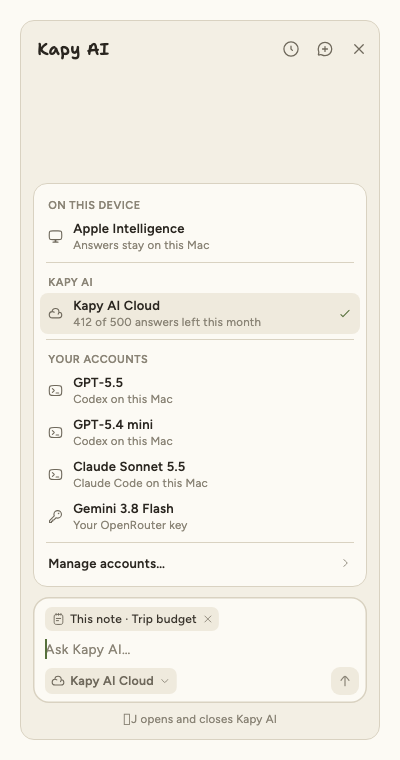 Kapy AI
ON THIS DEVICE
Apple Intelligence
Answers stay on this Mac
KAPY AI
Kapy AI Cloud
412 of 500 answers left this month
YOUR ACCOUNTS
GPT-5.5
Codex on this Mac
GPT-5.4 mini
Codex on this Mac
Claude Sonnet 5.5
Claude Code on this Mac
Gemini 3.8 Flash
Your OpenRouter key
Manage accounts...
This note · Trip budget
Ask Kapy AI...
Kapy AI Cloud
J opens and closes Kapy AI